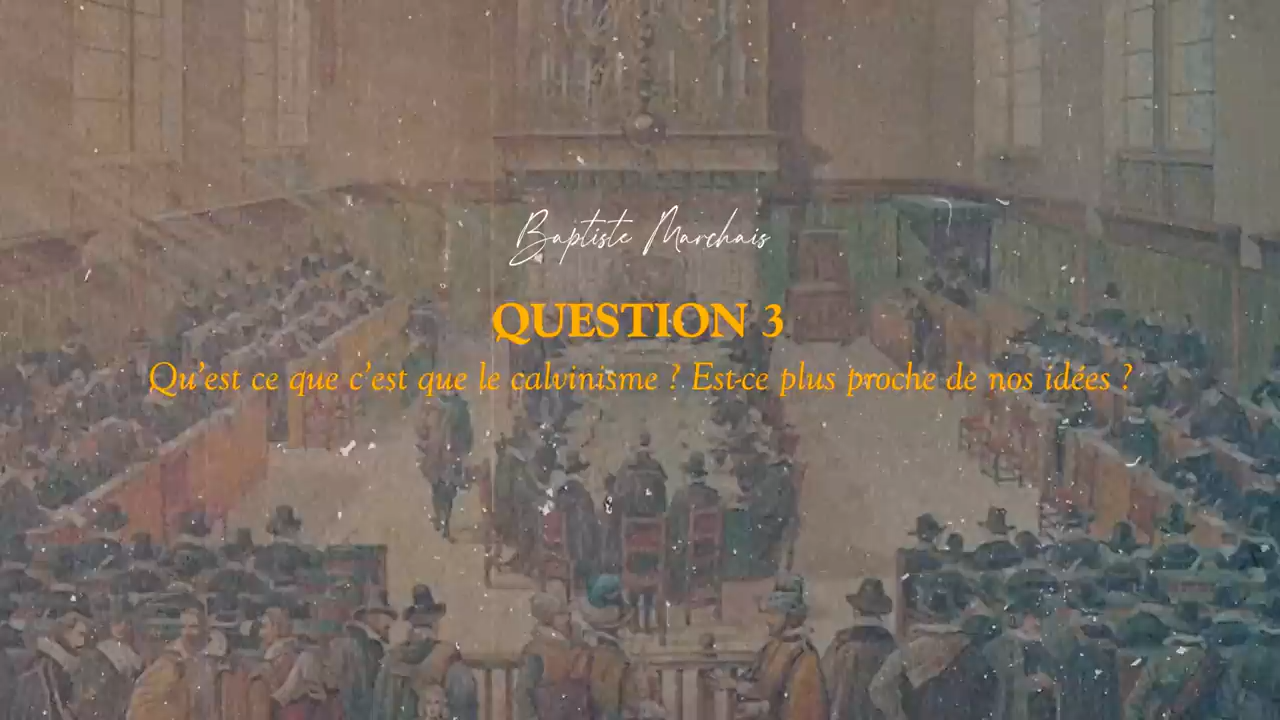 Baptiste Marchais
QUESTION 3
Qu’est ce que c’est que le calvinisme ? Est-ce plus proche de nos idées ?